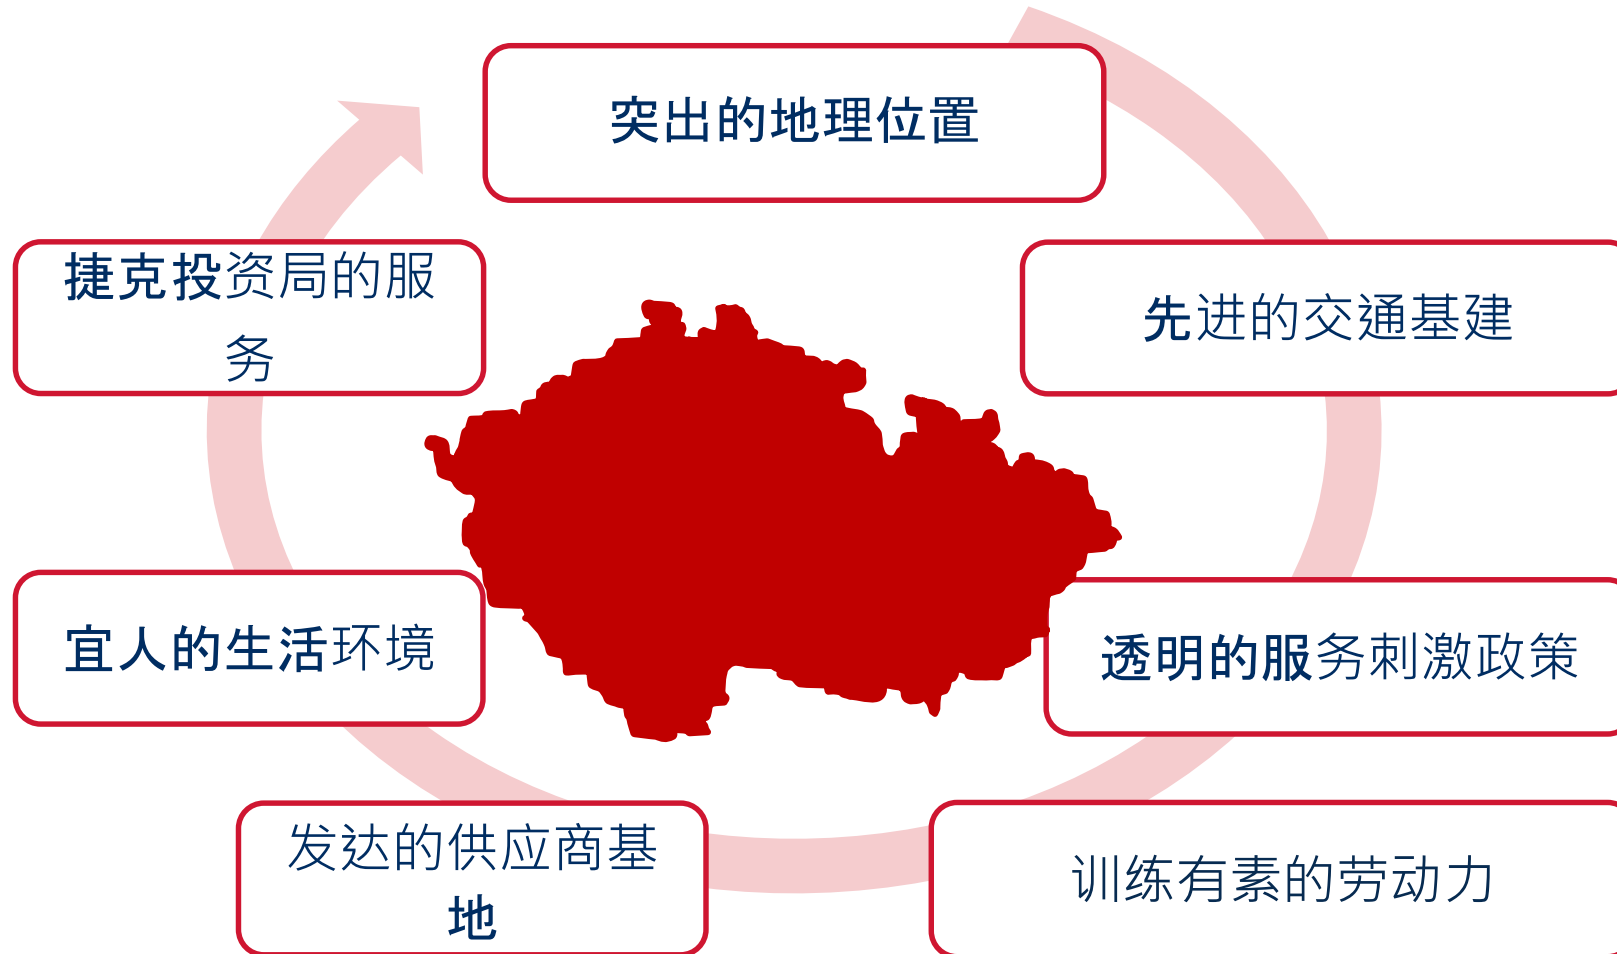 突出的地理位置
捷克投资局的服
务
先进的交通基建
宜人的生活环境
透明的服务刺激政策
发达的供应商基
地
训练有素的劳动力